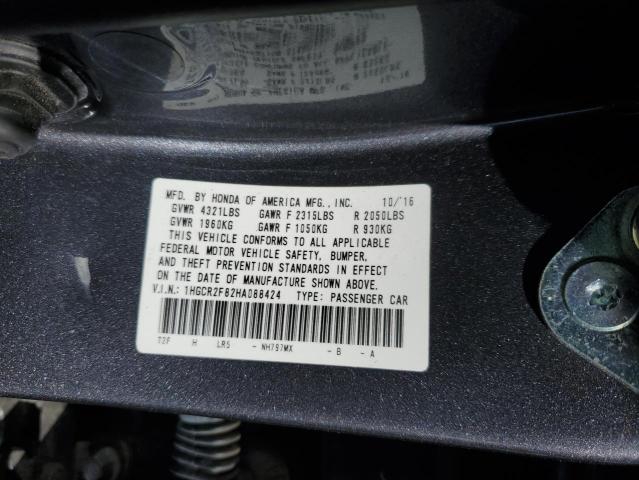 MFD. BY HONDA OF AMERICA MFG., INC. 10/'16
GVWR 4321LBS GAWR F 2315LBS R 2050LBS
GVWR 1960KG GAWR F 1050KG R 930KG
THIS VEHICLE CONFORMS TO ALL APPLICABLE
FEDERAL MOTOR VEHICLE SAFETY, BUMPER,
AND THEFT PREVENTION STANDARDS IN EFFECT
ON THE DATE OF MANUFACTURE SHOWN ABOVE.
V.I.N.: 1HGCR2F82HA088424 TYPE: PASSENGER CAR
T2F H LR5 - NH797MX - B - A